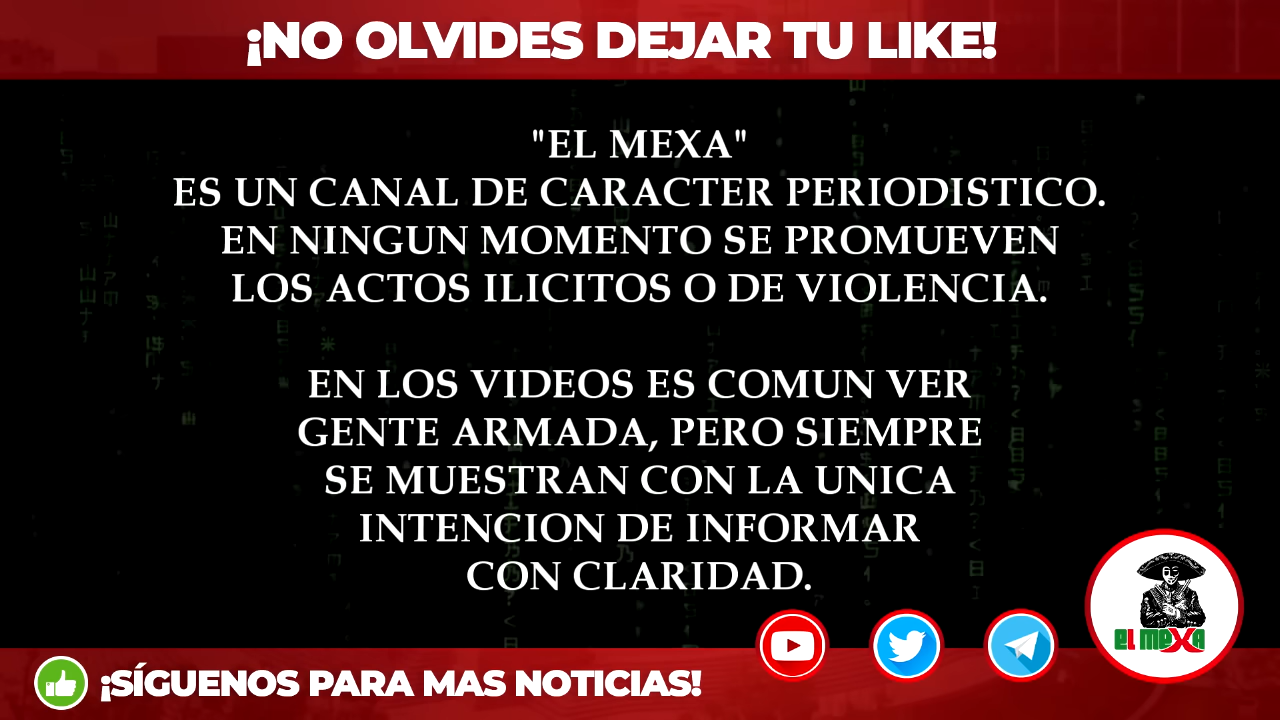 ¡NO OLVIDES DEJAR TU LIKE!
"EL MEXA"
ES UN CANAL DE CARACTER PERIODISTICO.
EN NINGUN MOMENTO SE PROMUEVEN
LOS ACTOS ILICITOS O DE VIOLENCIA.
EN LOS VIDEOS ES COMUN VER
GENTE ARMADA, PERO SIEMPRE
SE MUESTRAN CON LA UNICA
INTENCION DE INFORMAR
CON CLARIDAD.
EL MEXA
¡SÍGUENOS PARA MAS NOTICIAS!